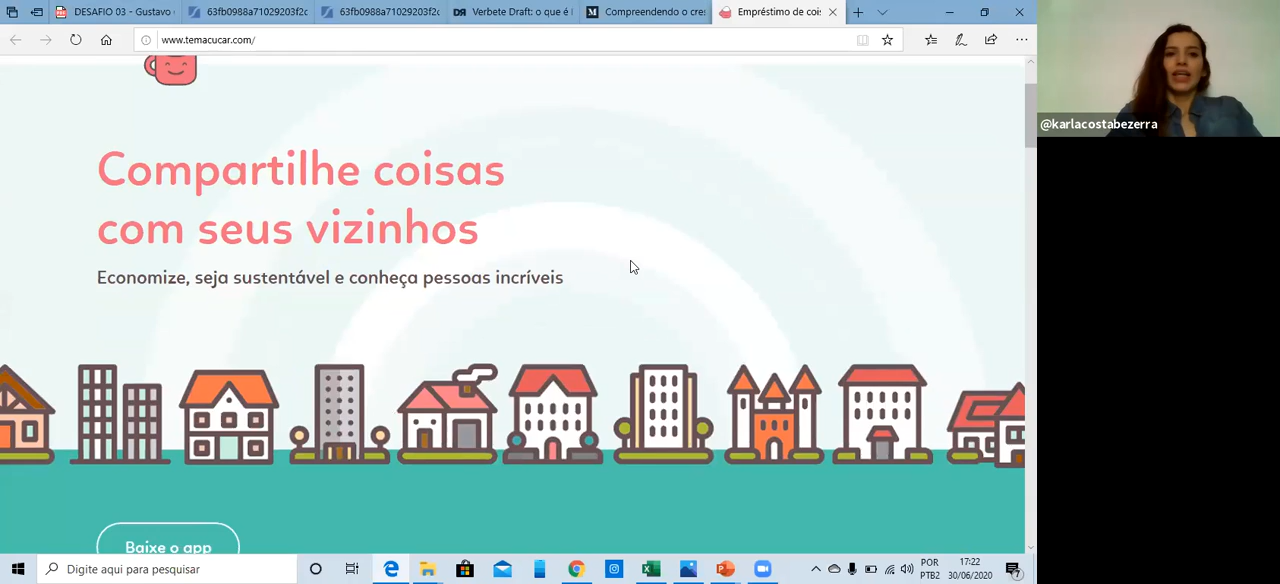 DESAFIO 03 - Gustavo
63fb0988a71029203f2c
63fb0988a71029203f2c
Verbete Draft: o que é
Compreendendo o cres
Empréstimo de cois
www.temacucar.com/
@karlacostabezerra
Compartilhe coisas
com seus vizinhos
Economize, seja sustentável e conheça pessoas incríveis
Baixe o app
Digite aqui para pesquisar
POR
PTB2
17:22
30/06/2020